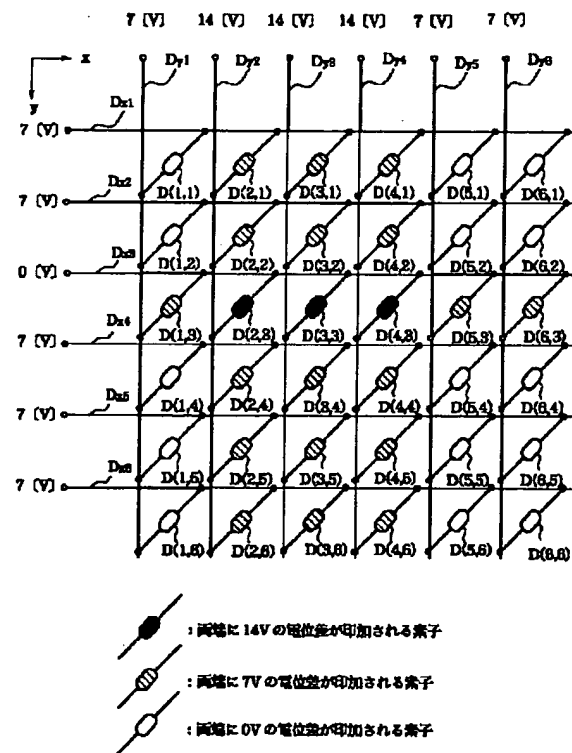 7 [V] 14 [V] 14 [V] 14 [V] 7 [V] 7 [V]
x
y
Dy1 Dy2 Dy3 Dy4 Dy5 Dy6
Dx1
7 [V]
D(1,1) D(2,1) D(3,1) D(4,1) D(5,1) D(6,1)
Dx2
7 [V]
D(1,2) D(2,2) D(3,2) D(4,2) D(5,2) D(6,2)
Dx3
0 [V]
D(1,3) D(2,3) D(3,3) D(4,3) D(5,3) D(6,3)
Dx4
7 [V]
D(1,4) D(2,4) D(3,4) D(4,4) D(5,4) D(6,4)
Dx5
7 [V]
D(1,5) D(2,5) D(3,5) D(4,5) D(5,5) D(6,5)
Dx6
7 [V]
D(1,6) D(2,6) D(3,6) D(4,6) D(5,6) D(6,6)
:両端に 14V の電位差が印加される素子
:両端に 7V の電位差が印加される素子
:両端に 0V の電位差が印加される素子